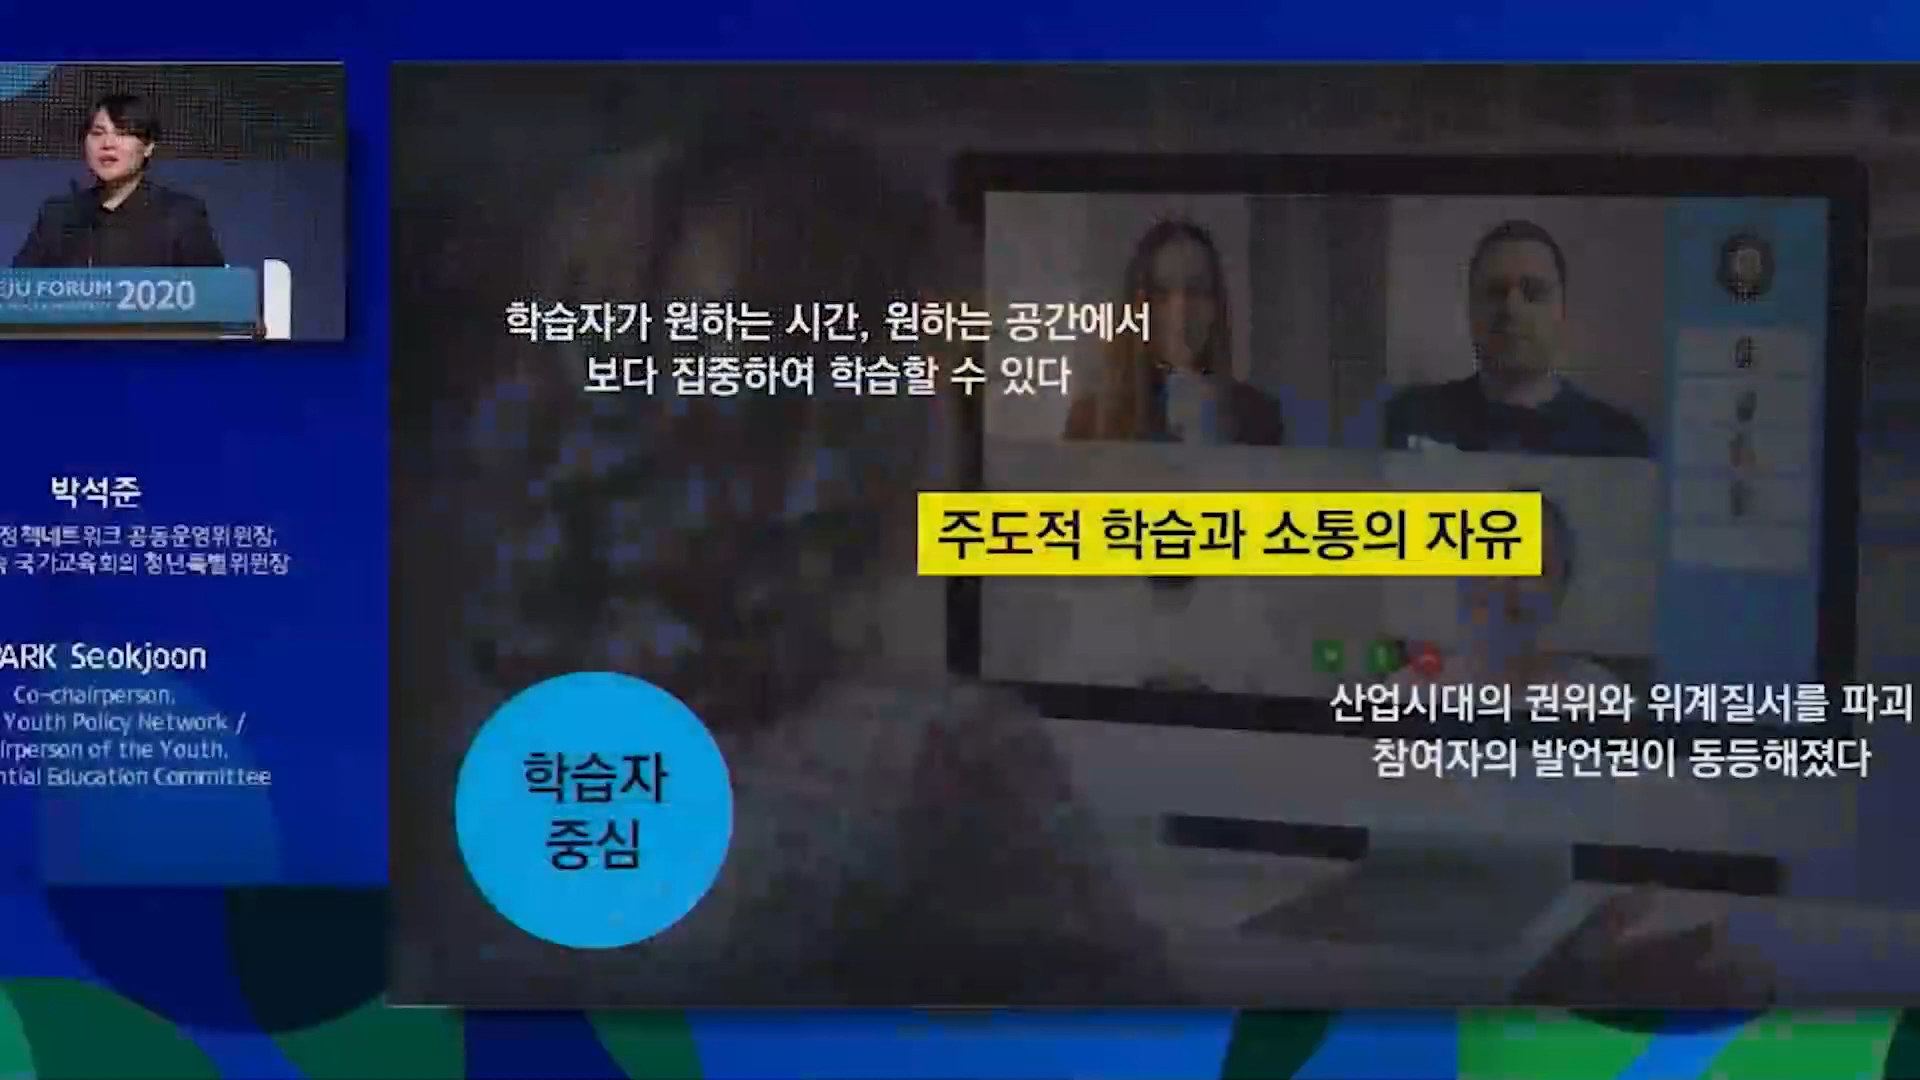 EJU FORUM 2020
박석준
정책네트워크 공동운영위원장,
국가교육회의 청년특별위원장
ARK Seokjoon
Co-chairperson,
Youth Policy Network /
irperson of the Youth,
ntial Education Committee
학습자가 원하는 시간, 원하는 공간에서
보다 집중하여 학습할 수 있다
주도적 학습과 소통의 자유
산업시대의 권위와 위계질서를 파괴
참여자의 발언권이 동등해졌다
학습자
중심